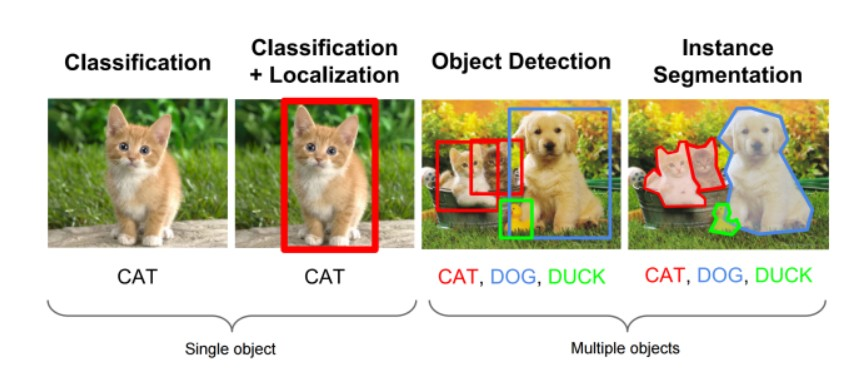 Classification
Classification
+ Localization
Object Detection
Instance
Segmentation
CAT
CAT
CAT, DOG, DUCK
CAT, DOG, DUCK
Single object
Multiple objects